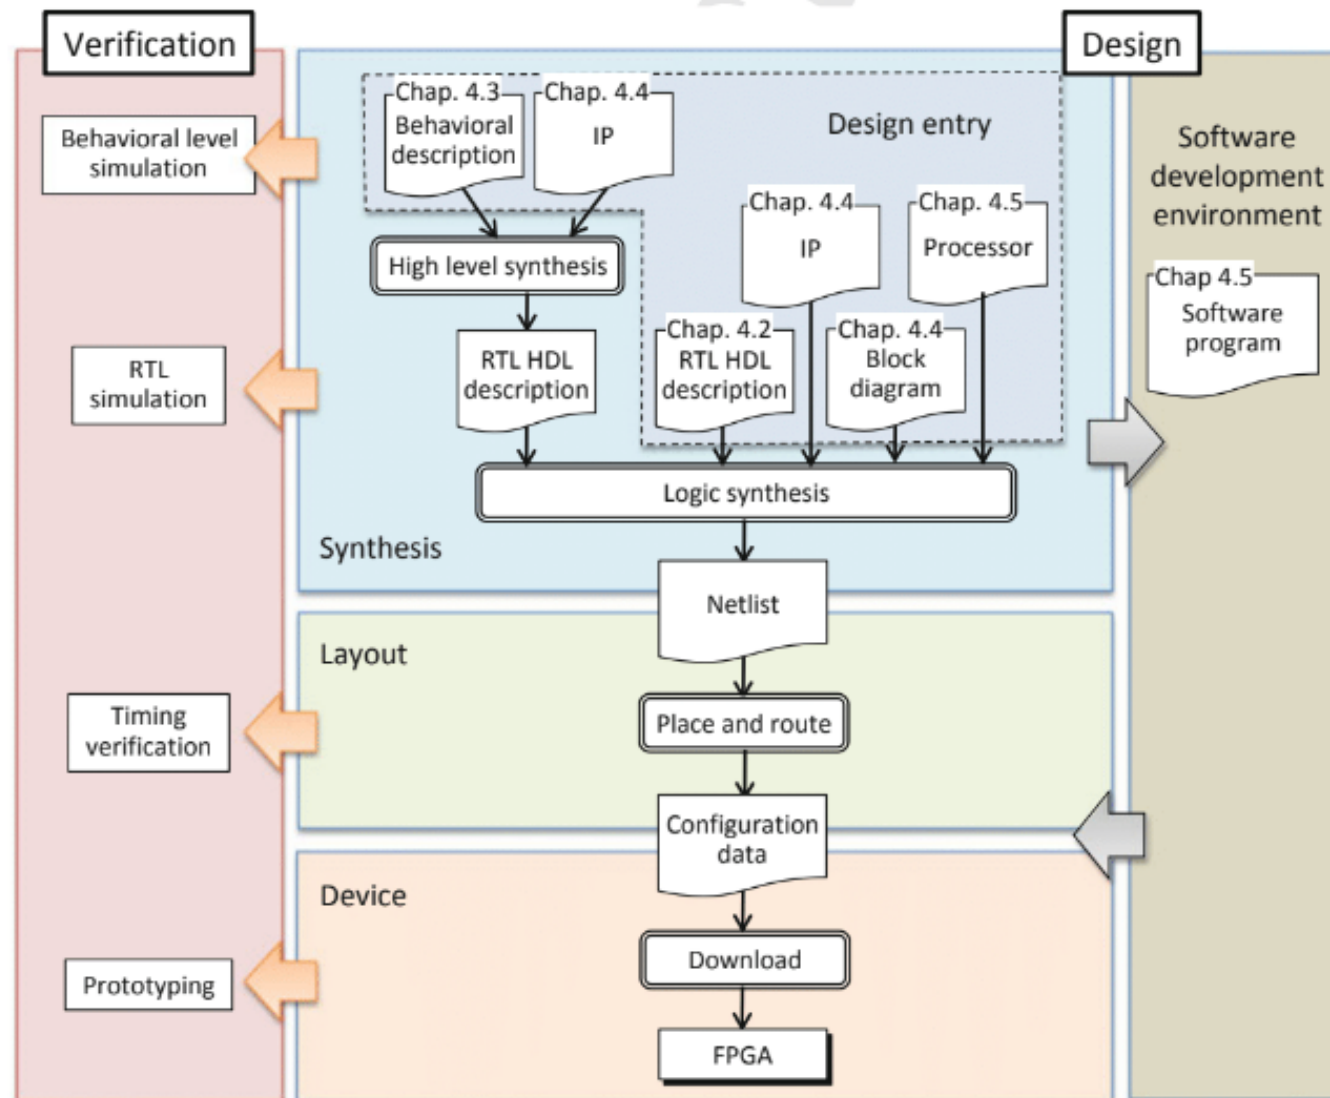 Verification
Design
Behavioral level
simulation
RTL
simulation
Timing
verification
Prototyping
Chap. 4.3
Behavioral
description
Chap. 4.4
IP
Design entry
High level synthesis
RTL HDL
description
Chap. 4.4
IP
Chap. 4.5
Processor
Chap. 4.2
RTL HDL
description
Chap. 4.4
Block
diagram
Logic synthesis
Synthesis
Netlist
Layout
Place and route
Configuration
data
Device
Download
FPGA
Software
development
environment
Chap 4.5
Software
program